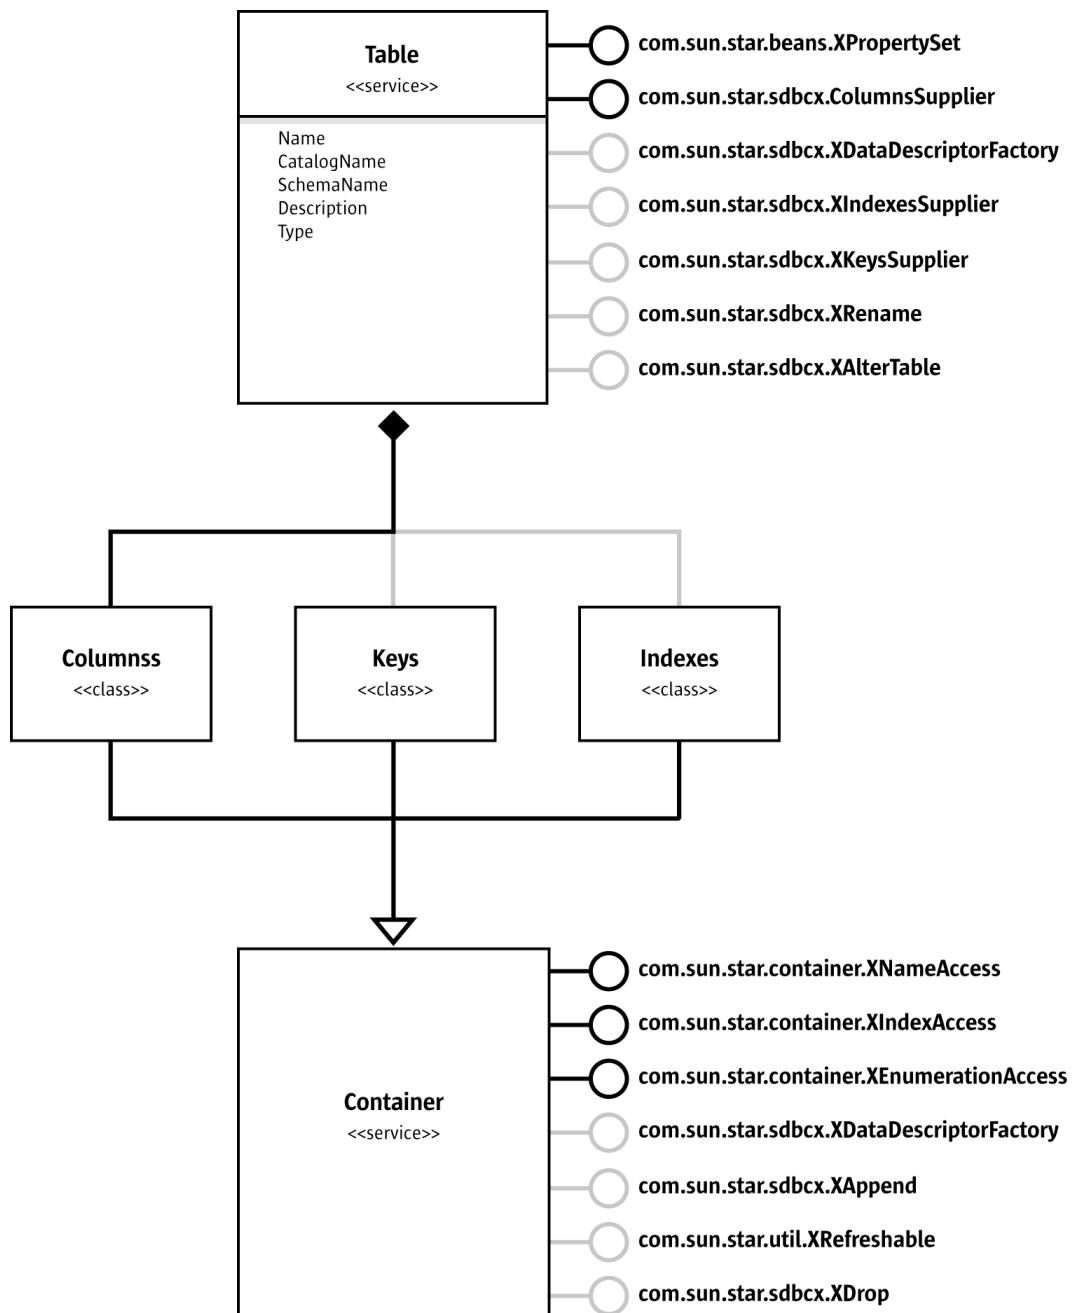 Table
<<service>>
Name
CatalogName
SchemaName
Description
Type
com.sun.star.beans.XPropertySet
com.sun.star.sdbcx.ColumnsSupplier
com.sun.star.sdbcx.XDataDescriptorFactory
com.sun.star.sdbcx.XIndexesSupplier
com.sun.star.sdbcx.XKeysSupplier
com.sun.star.sdbcx.XRename
com.sun.star.sdbcx.XAlterTable
Columnss
<<class>>
Keys
<<class>>
Indexes
<<class>>
Container
<<service>>
com.sun.star.container.XNameAccess
com.sun.star.container.XIndexAccess
com.sun.star.container.XEnumerationAccess
com.sun.star.sdbcx.XDataDescriptorFactory
com.sun.star.sdbcx.XAppend
com.sun.star.util.XRefreshable
com.sun.star.sdbcx.XDrop